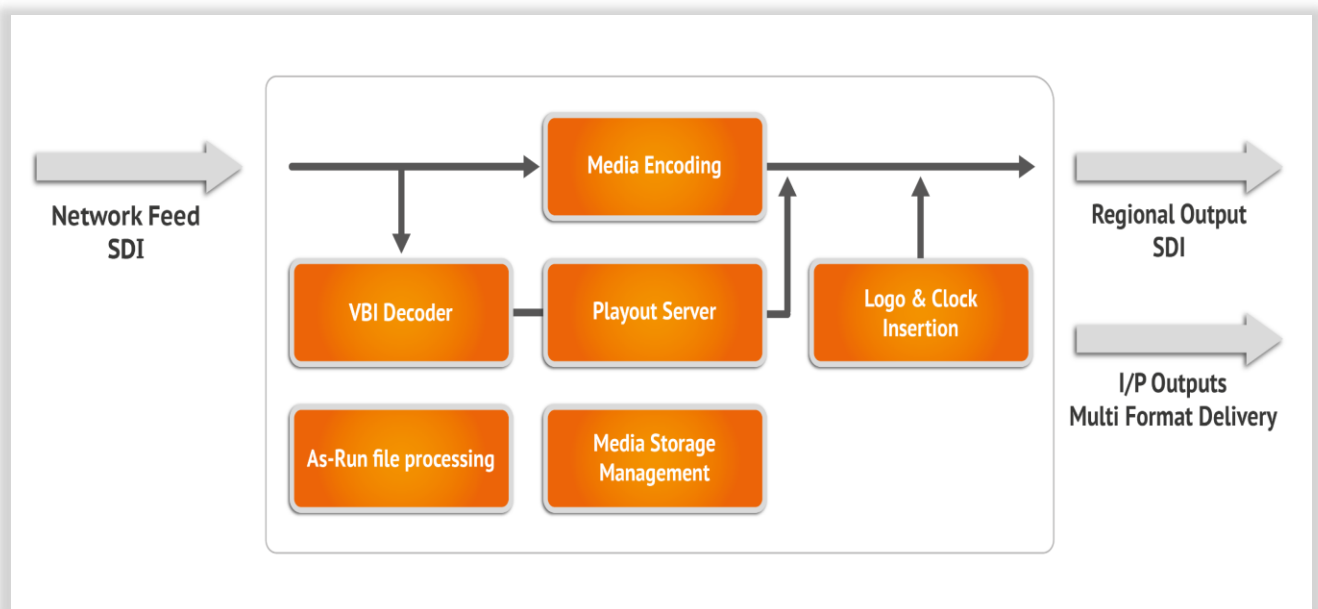 Network Feed
SDI
Media Encoding
VBI Decoder
Playout Server
Logo & Clock
Insertion
As-Run file processing
Media Storage
Management
Regional Output
SDI
I/P Outputs
Multi Format Delivery